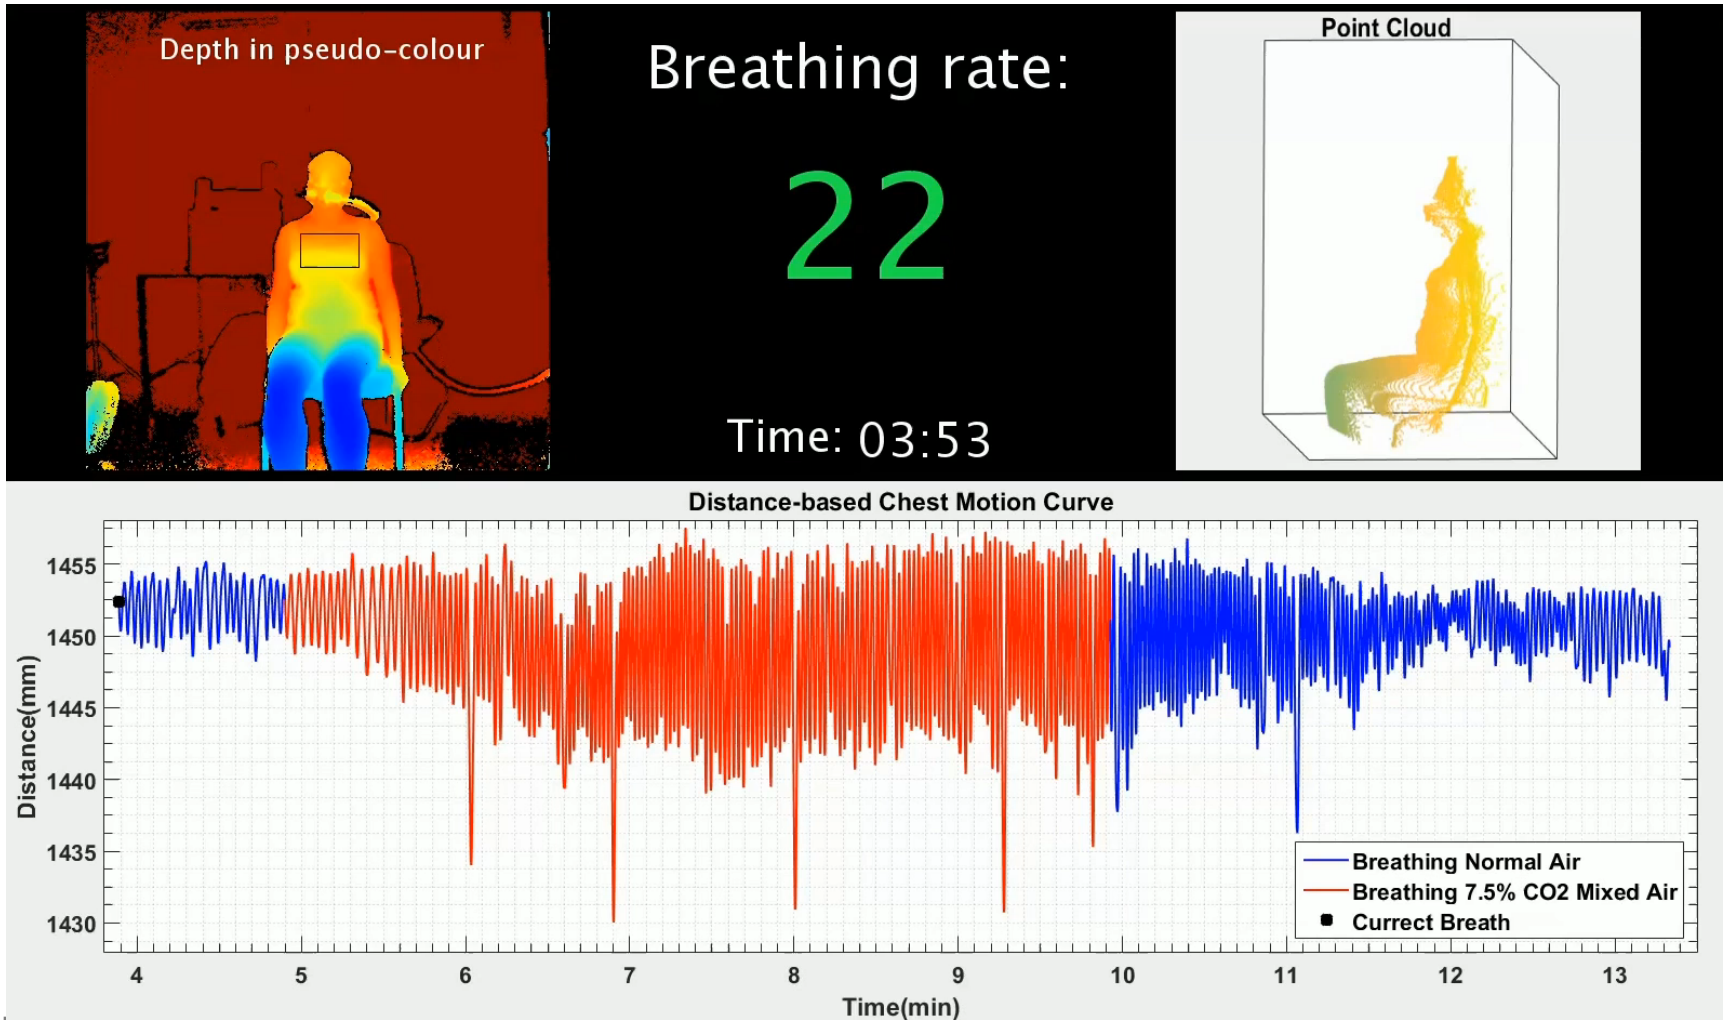 Depth in pseudo-colour
Breathing rate:
22
Time: 03:53
Point Cloud
Distance-based Chest Motion Curve
Distance(mm)
1455
1450
1445
1440
1435
1430
4 5 6 7 8 9 10 11 12 13
Time(min)
Breathing Normal Air
Breathing 7.5% CO2 Mixed Air
Currect Breath